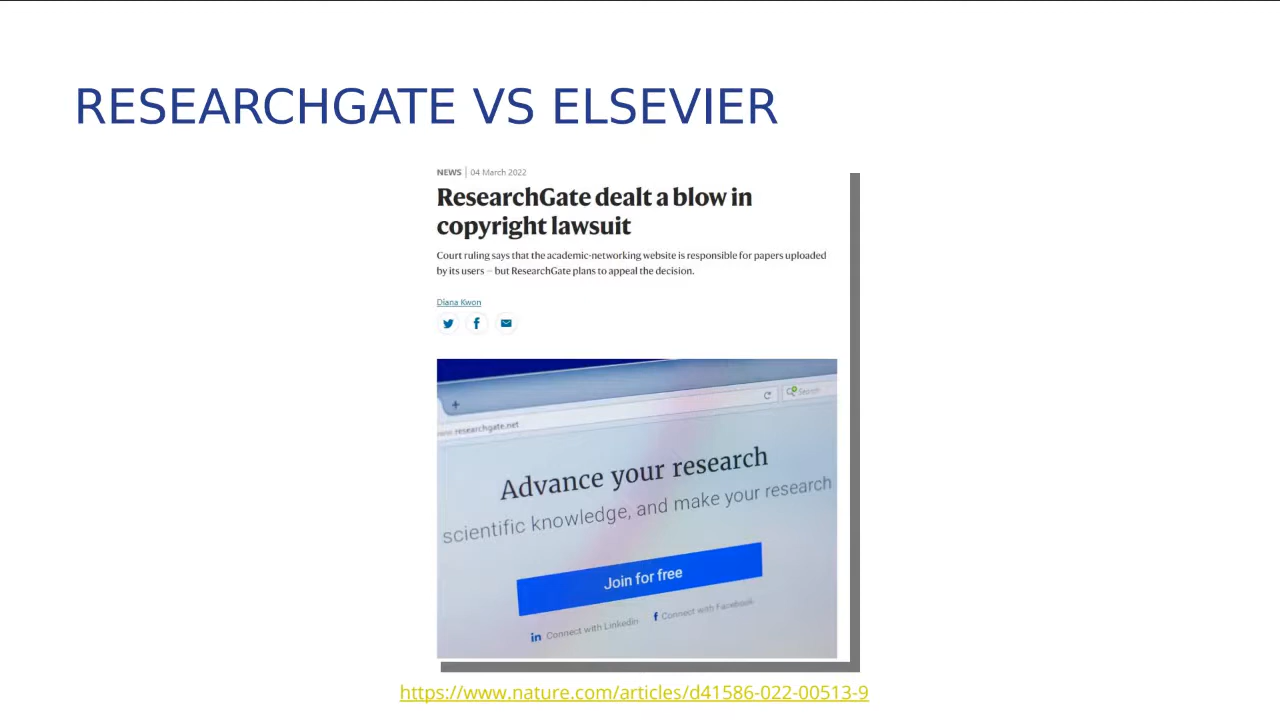 RESEARCHGATE VS ELSEVIER
NEWS | 04 March 2022
ResearchGate dealt a blow in
copyright lawsuit
Court ruling says that the academic-networking website is responsible for papers uploaded
by its users — but ResearchGate plans to appeal the decision.
Diana Kwon
Search
www.researchgate.net
Advance your research
scientific knowledge, and make your research
Join for free
Connect with Linkedin
Connect with Facebook
https://www.nature.com/articles/d41586-022-00513-9